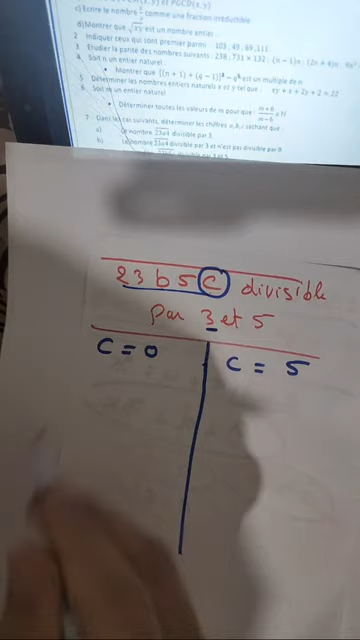 c) Ecrire le nombre comme une fraction irréductible
d) Montrer que √xy est un nombre entier
2 Indiquer ceux qui sont premier parmi 103, 49, 69, 111
3 Etudier la parité des nombres suivants : 238, 731 × 132
4 Soit n un entier naturel
• Montrer que est un multiple de n
5 Déterminer les nombres entiers naturels x et y tel que xy + x + 2y + 2 = 22
6 Soit m un entier naturel
• Déterminer toutes les valeurs de m pour que : m+6/m-6 ∈ ℕ
7 Dans les cas suivants, déterminer les chiffres a, b, c sachant que :
a) Le nombre 23a4 divisible par 3
b) Le nombre 23a4 divisible par 3 et n'est pas divisible par 9
23b5c divisible
par 3 et 5
c = 0
c = 5